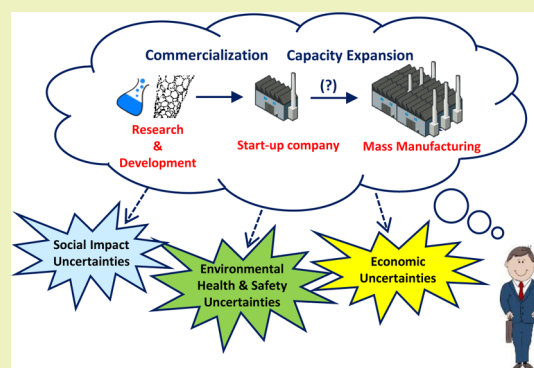 Commercialization Capacity Expansion
(?)
Research
&
Development
Start-up company
Mass Manufacturing
Social Impact
Uncertainties
Environmental
Health & Safety
Uncertainties
Economic
Uncertainties